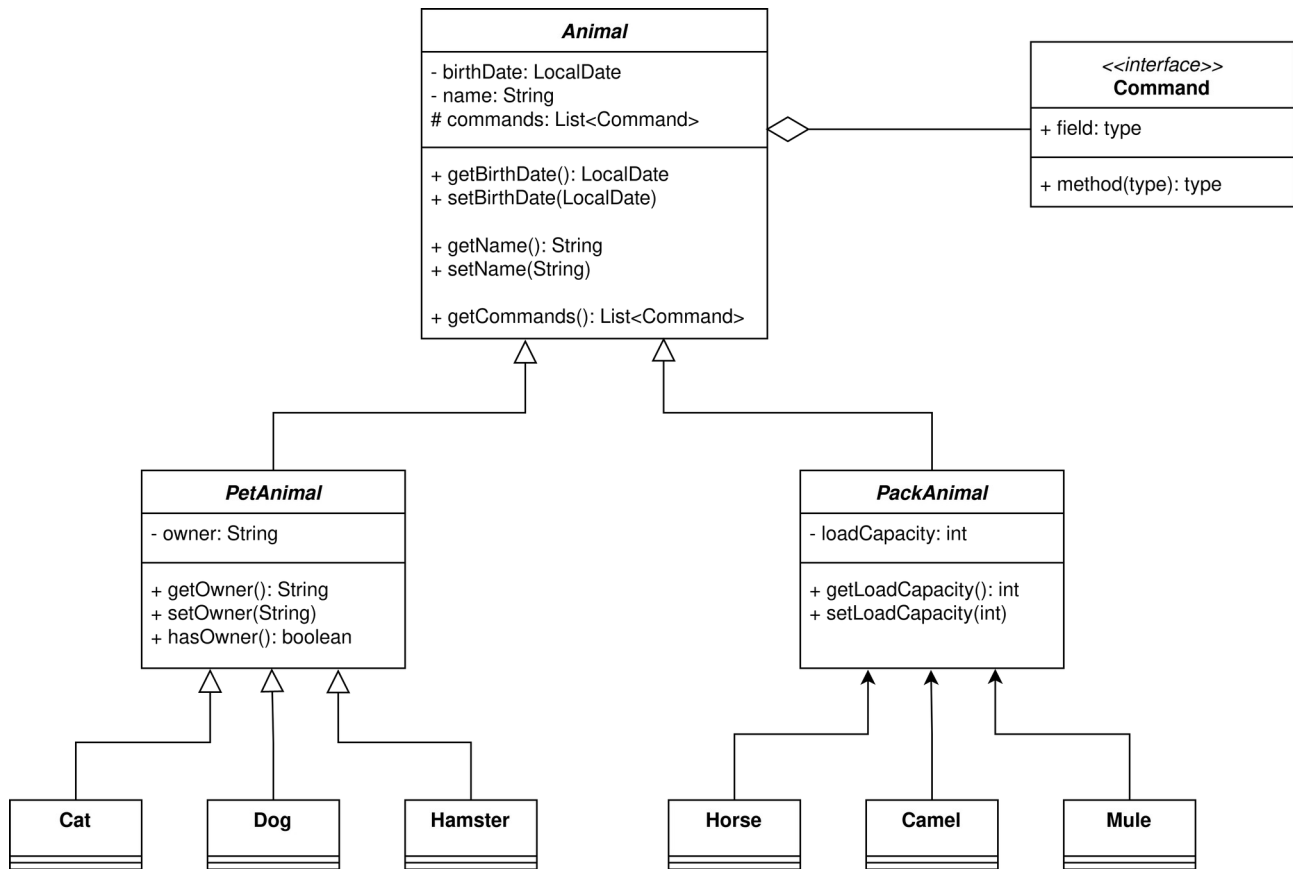 Animal
- birthDate: LocalDate
- name: String
# commands: List<Command>
+ getBirthDate(): LocalDate
+ setBirthDate(LocalDate)
+ getName(): String
+ setName(String)
+ getCommands(): List<Command>
<<interface>>
Command
+ field: type
+ method(type): type
PetAnimal
- owner: String
+ getOwner(): String
+ setOwner(String)
+ hasOwner(): boolean
PackAnimal
- loadCapacity: int
+ getLoadCapacity(): int
+ setLoadCapacity(int)
Cat
Dog
Hamster
Horse
Camel
Mule